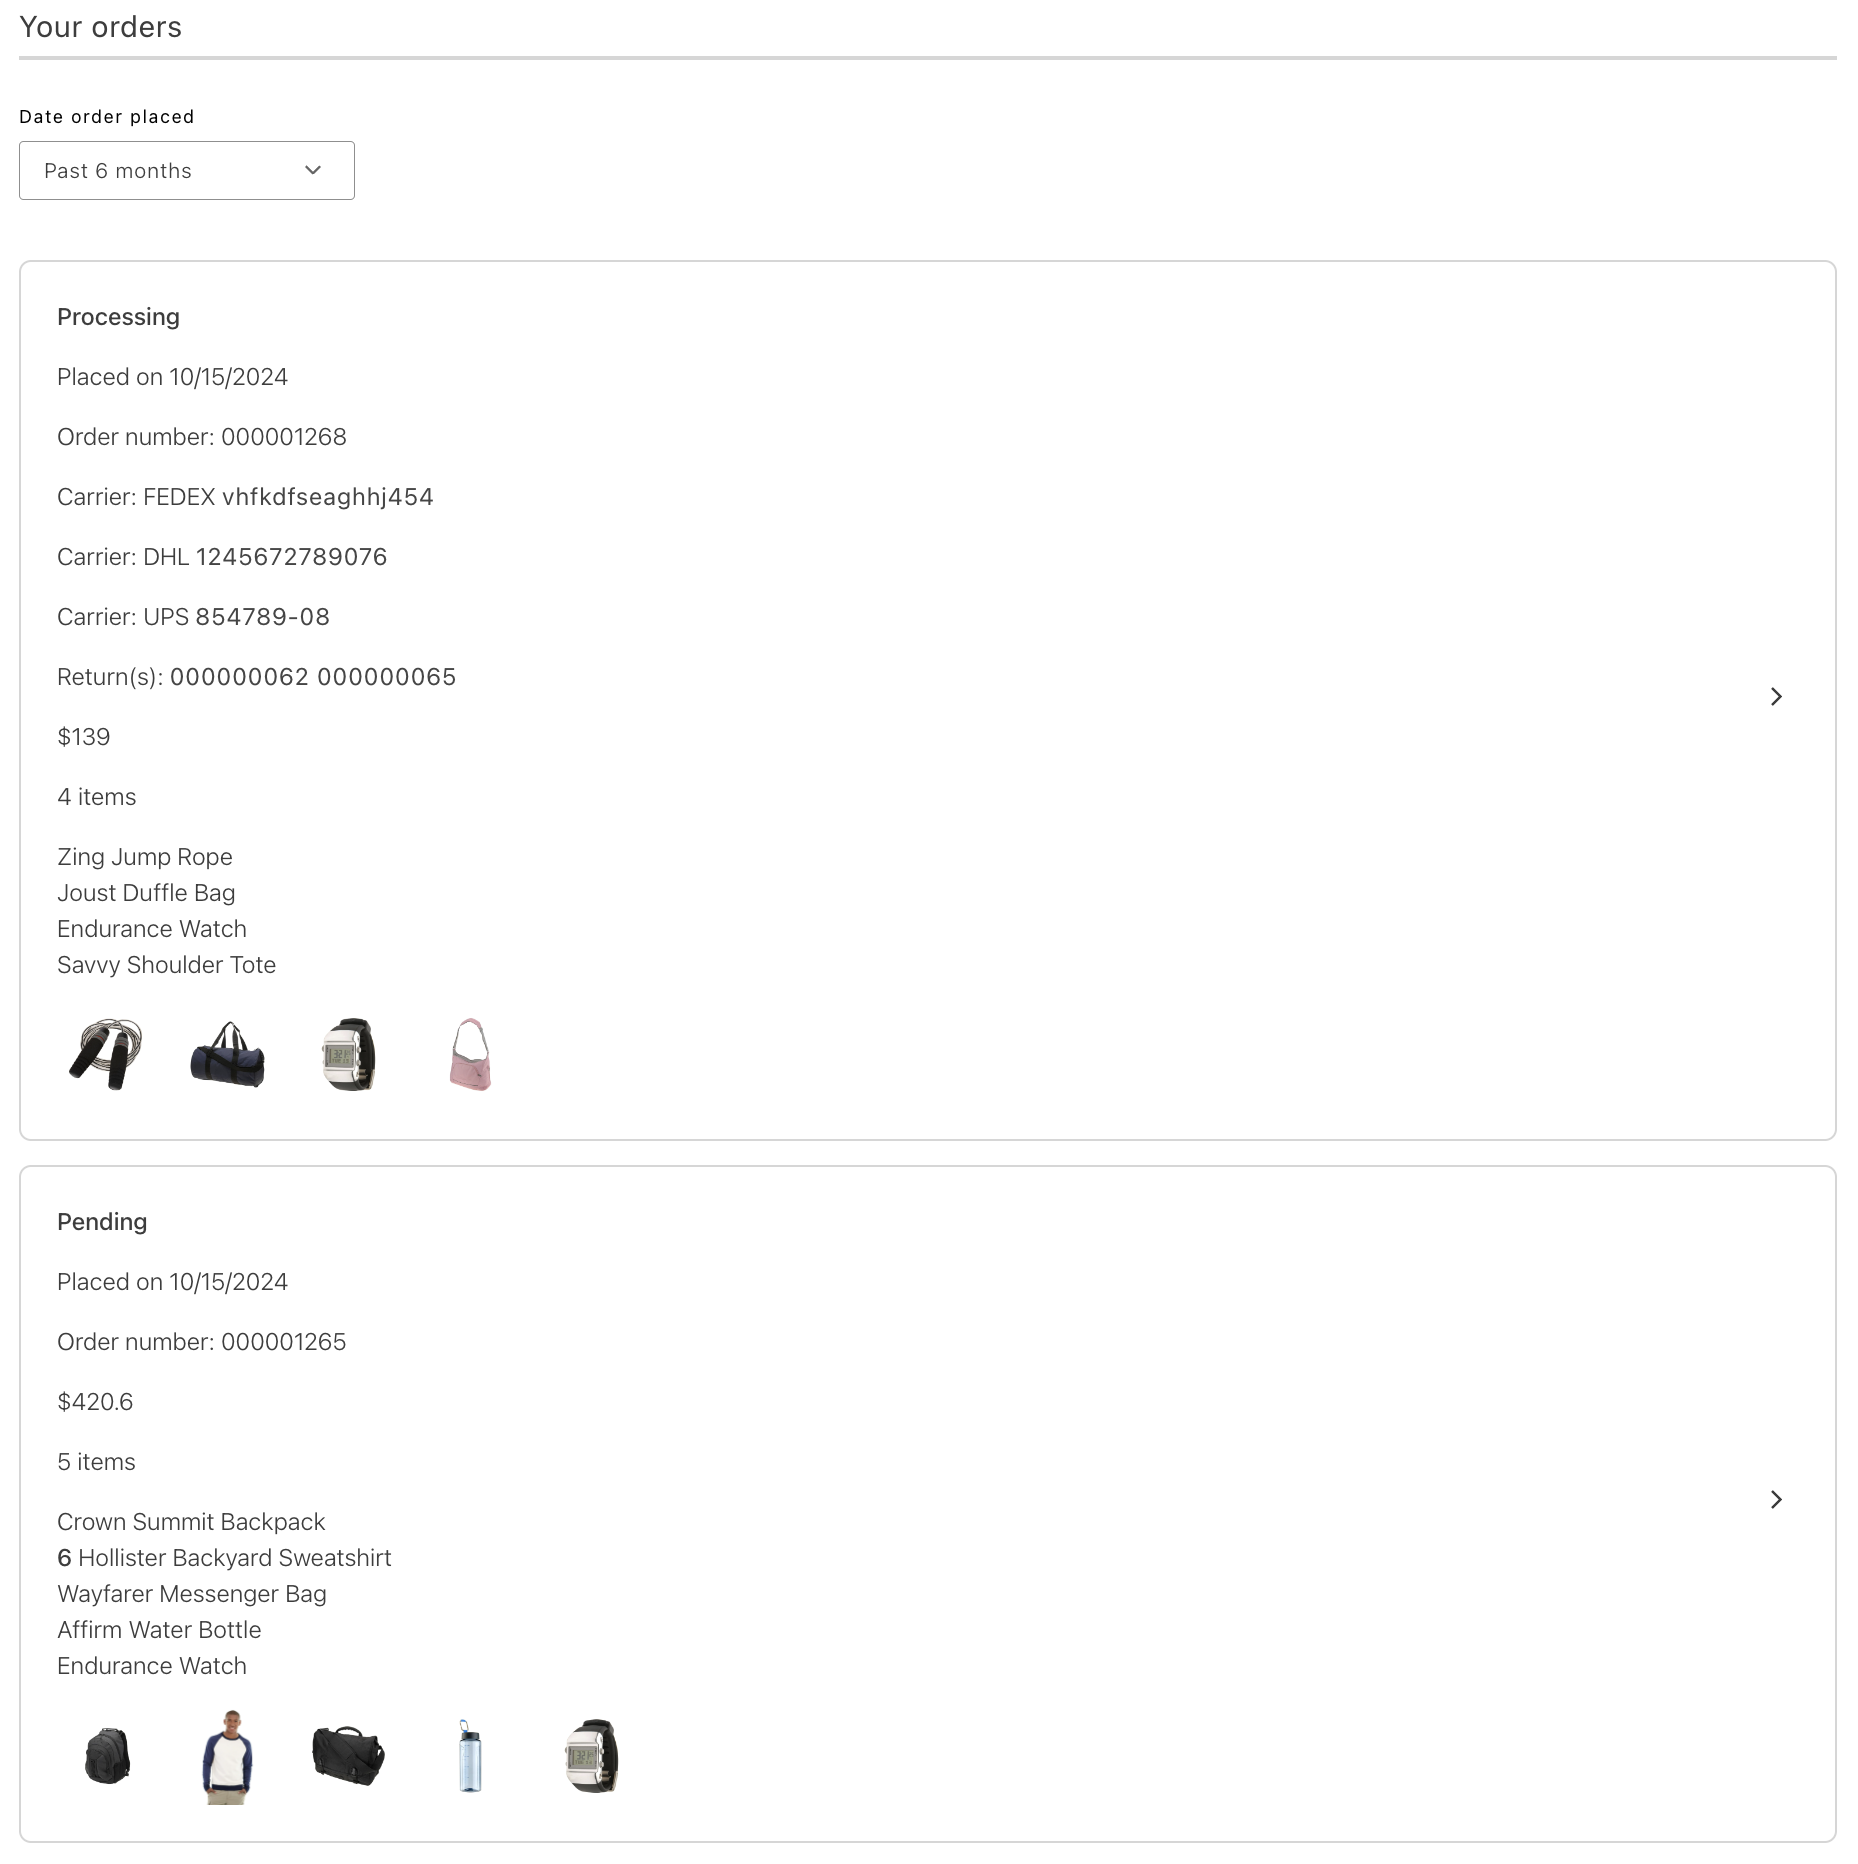 Your orders
Date order placed
Past 6 months
Processing
Placed on 10/15/2024
Order number: 000001268
Carrier: FEDEX vhfkdfseaghhj454
Carrier: DHL 1245672789076
Carrier: UPS 854789-08
Return(s): 000000062 000000065
$139
4 items
Zing Jump Rope
Joust Duffle Bag
Endurance Watch
Savvy Shoulder Tote
Pending
Placed on 10/15/2024
Order number: 000001265
$420.6
5 items
Crown Summit Backpack
6 Hollister Backyard Sweatshirt
Wayfarer Messenger Bag
Affirm Water Bottle
Endurance Watch